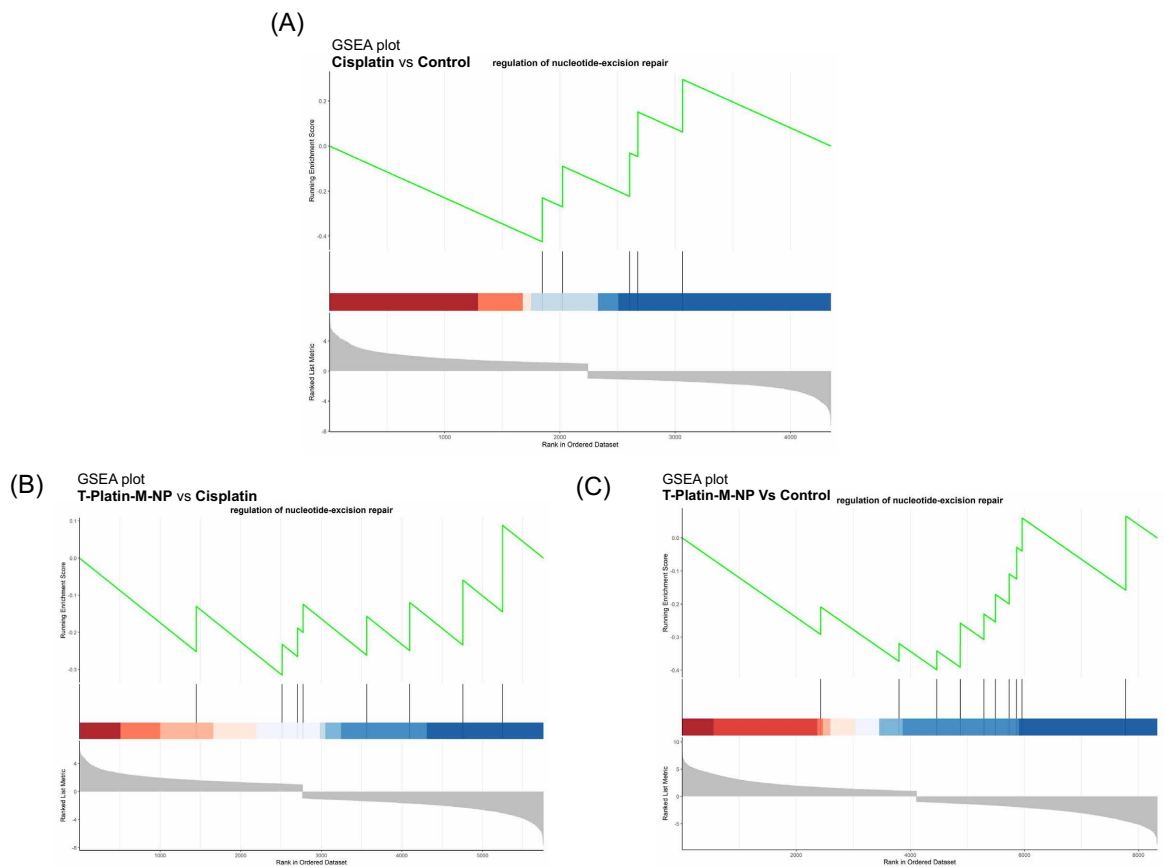 (A)
GSEA plot
Cisplatin vs Control regulation of nucleotide-excision repair
Running Enrichment Score
0.2
0.0
-0.2
-0.4
Ranked List Metric
4
0
-4
-8
1000 2000 3000 4000
Rank in Ordered Dataset
(B)
GSEA plot
T-Platin-M-NP vs Cisplatin
regulation of nucleotide-excision repair
Running Enrichment Score
0.1
0.0
-0.1
-0.2
-0.3
Ranked List Metric
4
0
-4
-8
1000 2000 3000 4000 5000
Rank in Ordered Dataset
(C)
GSEA plot
T-Platin-M-NP Vs Control regulation of nucleotide-excision repair
Running Enrichment Score
0.0
-0.1
-0.2
-0.3
-0.4
Ranked List Metric
10
5
0
-5
2000 4000 6000 8000
Rank in Ordered Dataset